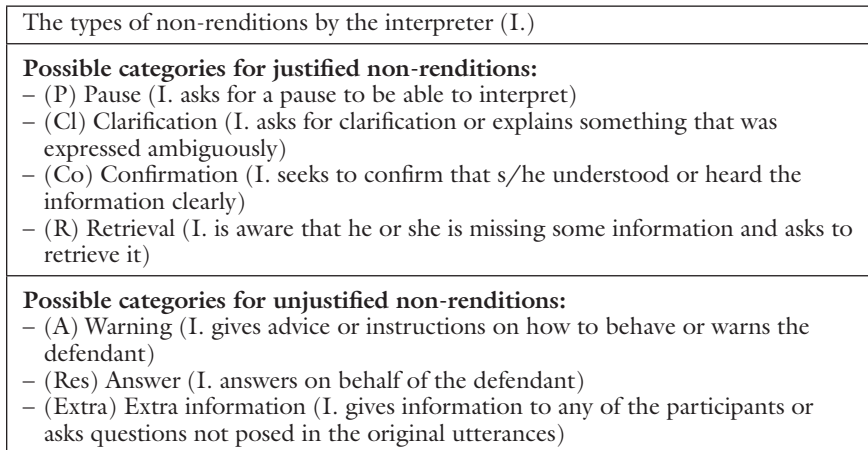 The types of non-renditions by the interpreter (I.)
Possible categories for justified non-renditions:
– (P) Pause (I. asks for a pause to be able to interpret)
– (Cl) Clarification (I. asks for clarification or explains something that was
expressed ambiguously)
– (Co) Confirmation (I. seeks to confirm that s/he understood or heard the
information clearly)
– (R) Retrieval (I. is aware that he or she is missing some information and asks to
retrieve it)
Possible categories for unjustified non-renditions:
– (A) Warning (I. gives advice or instructions on how to behave or warns the
defendant)
– (Res) Answer (I. answers on behalf of the defendant)
– (Extra) Extra information (I. gives information to any of the participants or
asks questions not posed in the original utterances)